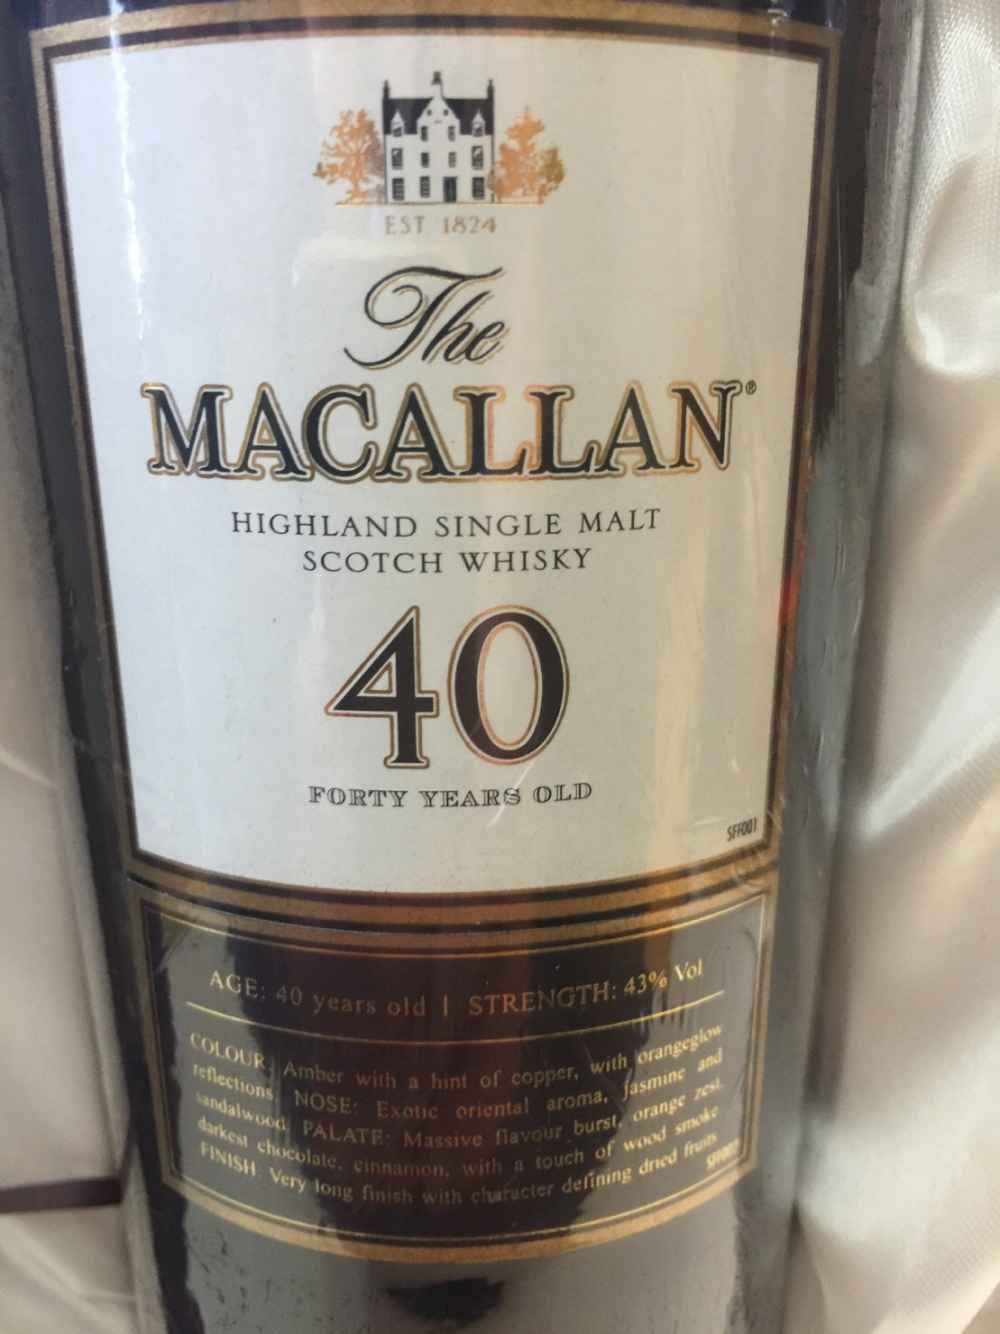 EST 1824
The
MACALLAN®
HIGHLAND SINGLE MALT
SCOTCH WHISKY
40
FORTY YEARS OLD
SFF001
AGE: 40 years old | STRENGTH: 43% Vol
COLOUR: Amber with a hint of copper, with orangeglow
reflections. NOSE: Exotic oriental aroma, jasmine and
sandalwood. PALATE: Massive flavour burst, orange zest,
darkest chocolate, cinnamon, with a touch of wood smoke
FINISH: Very long finish with character defining dried fruits